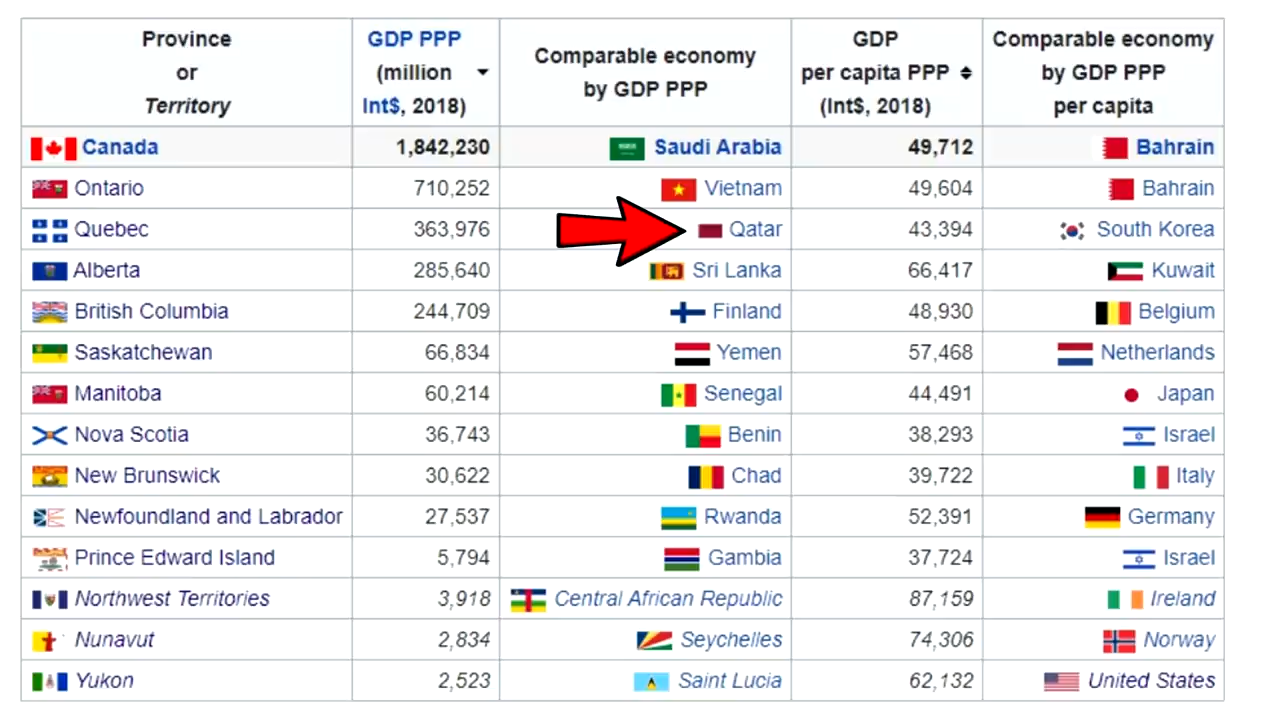 Province
or
Territory
GDP PPP
(million
Int$, 2018)
Comparable economy
by GDP PPP
GDP
per capita PPP
(Int$, 2018)
Comparable economy
by GDP PPP
per capita
Canada 1,842,230 Saudi Arabia 49,712 Bahrain
Ontario 710,252 Vietnam 49,604 Bahrain
Quebec 363,976 Qatar 43,394 South Korea
Alberta 285,640 Sri Lanka 66,417 Kuwait
British Columbia 244,709 Finland 48,930 Belgium
Saskatchewan 66,834 Yemen 57,468 Netherlands
Manitoba 60,214 Senegal 44,491 Japan
Nova Scotia 36,743 Benin 38,293 Israel
New Brunswick 30,622 Chad 39,722 Italy
Newfoundland and Labrador 27,537 Rwanda 52,391 Germany
Prince Edward Island 5,794 Gambia 37,724 Israel
Northwest Territories 3,918 Central African Republic 87,159 Ireland
Nunavut 2,834 Seychelles 74,306 Norway
Yukon 2,523 Saint Lucia 62,132 United States